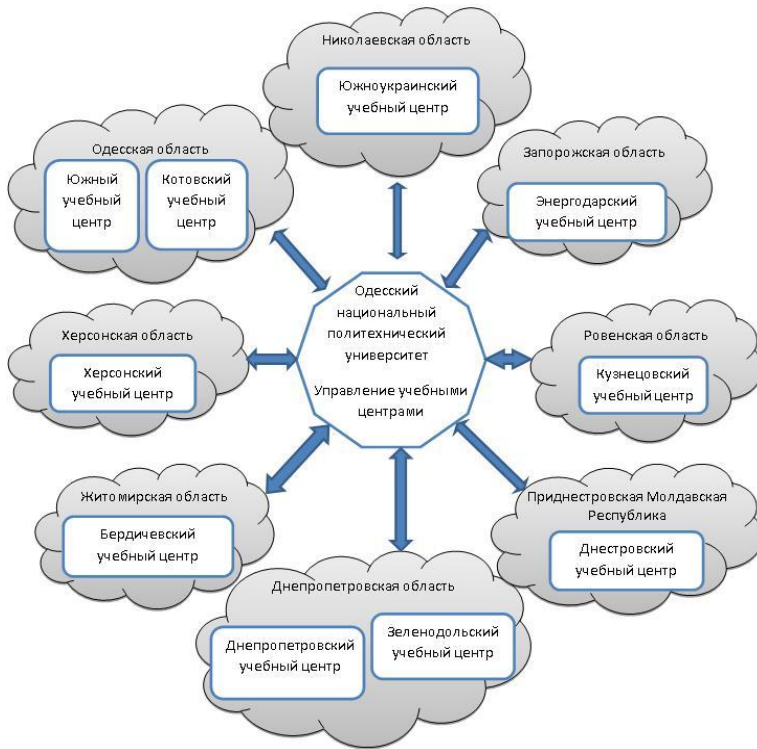 Николаевская область
Южноукраинский
учебный центр
Одесская область
Южный
учебный
центр
Котовский
учебный
центр
Запорожская область
Энергодарский
учебный центр
Одесский
национальный
политехнический
университет
Управление учебными
центрами
Херсонская область
Херсонский
учебный центр
Ровенская область
Кузнецовский
учебный центр
Житомирская область
Бердичевский
учебный центр
Приднестровская Молдавская
Республика
Днестровский
учебный центр
Днепропетровская область
Днепропетровский
учебный центр
Зеленодольский
учебный центр